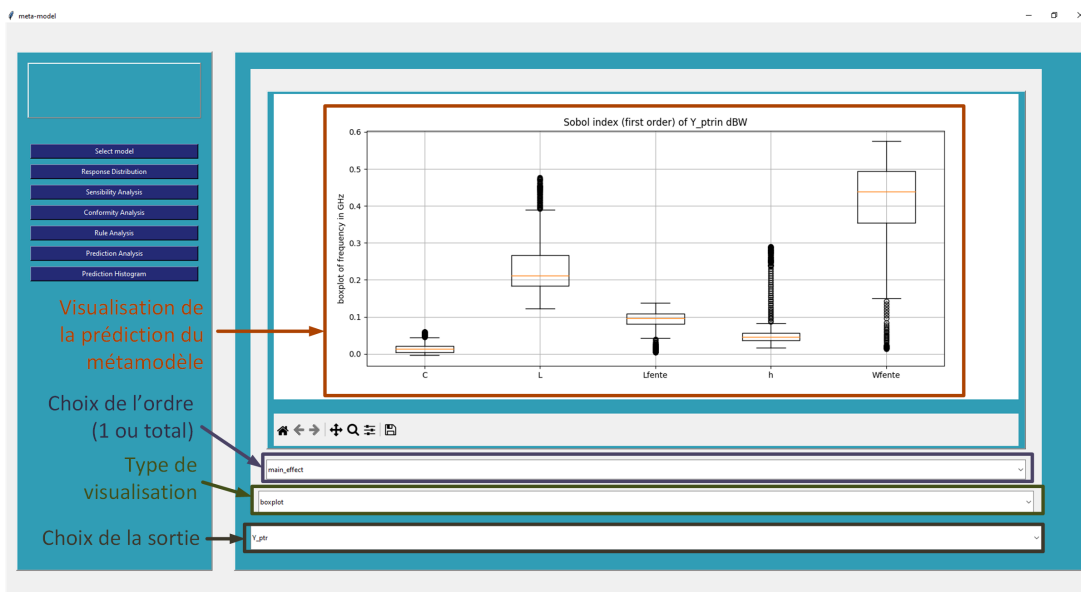 meta-model
Select model
Response Distribution
Sensibility Analysis
Conformity Analysis
Rule Analysis
Prediction Analysis
Prediction Histogram
Visualisation de
la prédiction du
métamodèle
Choix de l’ordre
(1 ou total)
Type de
visualisation
Choix de la sortie
Sobol index (first order) of Y_ptrin dBW
boxplot of frequency in GHz
0.6
0.5
0.4
0.3
0.2
0.1
0.0
C L Lfente h Wfente
main_effect
boxplot
Y_ptr